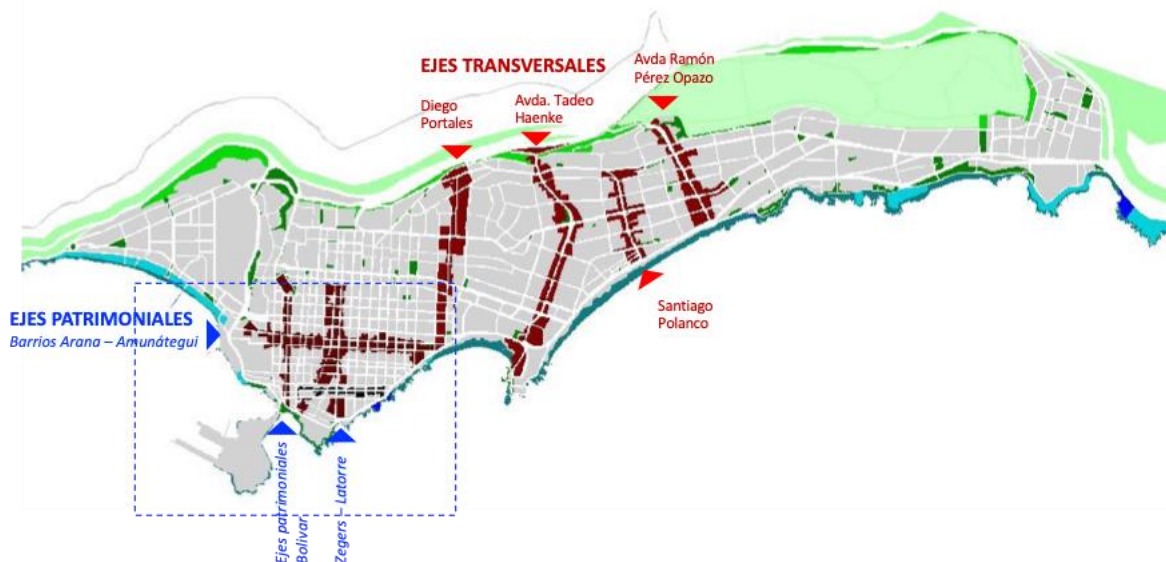 EJES TRANSVERSALES
Avda Ramón
Pérez Opazo
Diego
Portales
Avda. Tadeo
Haenke
Santiago
Polanco
EJES PATRIMONIALES
Barrios Arana – Amunátegui
Ejes patrimoniales
Bolivar
Zegers – Latorre